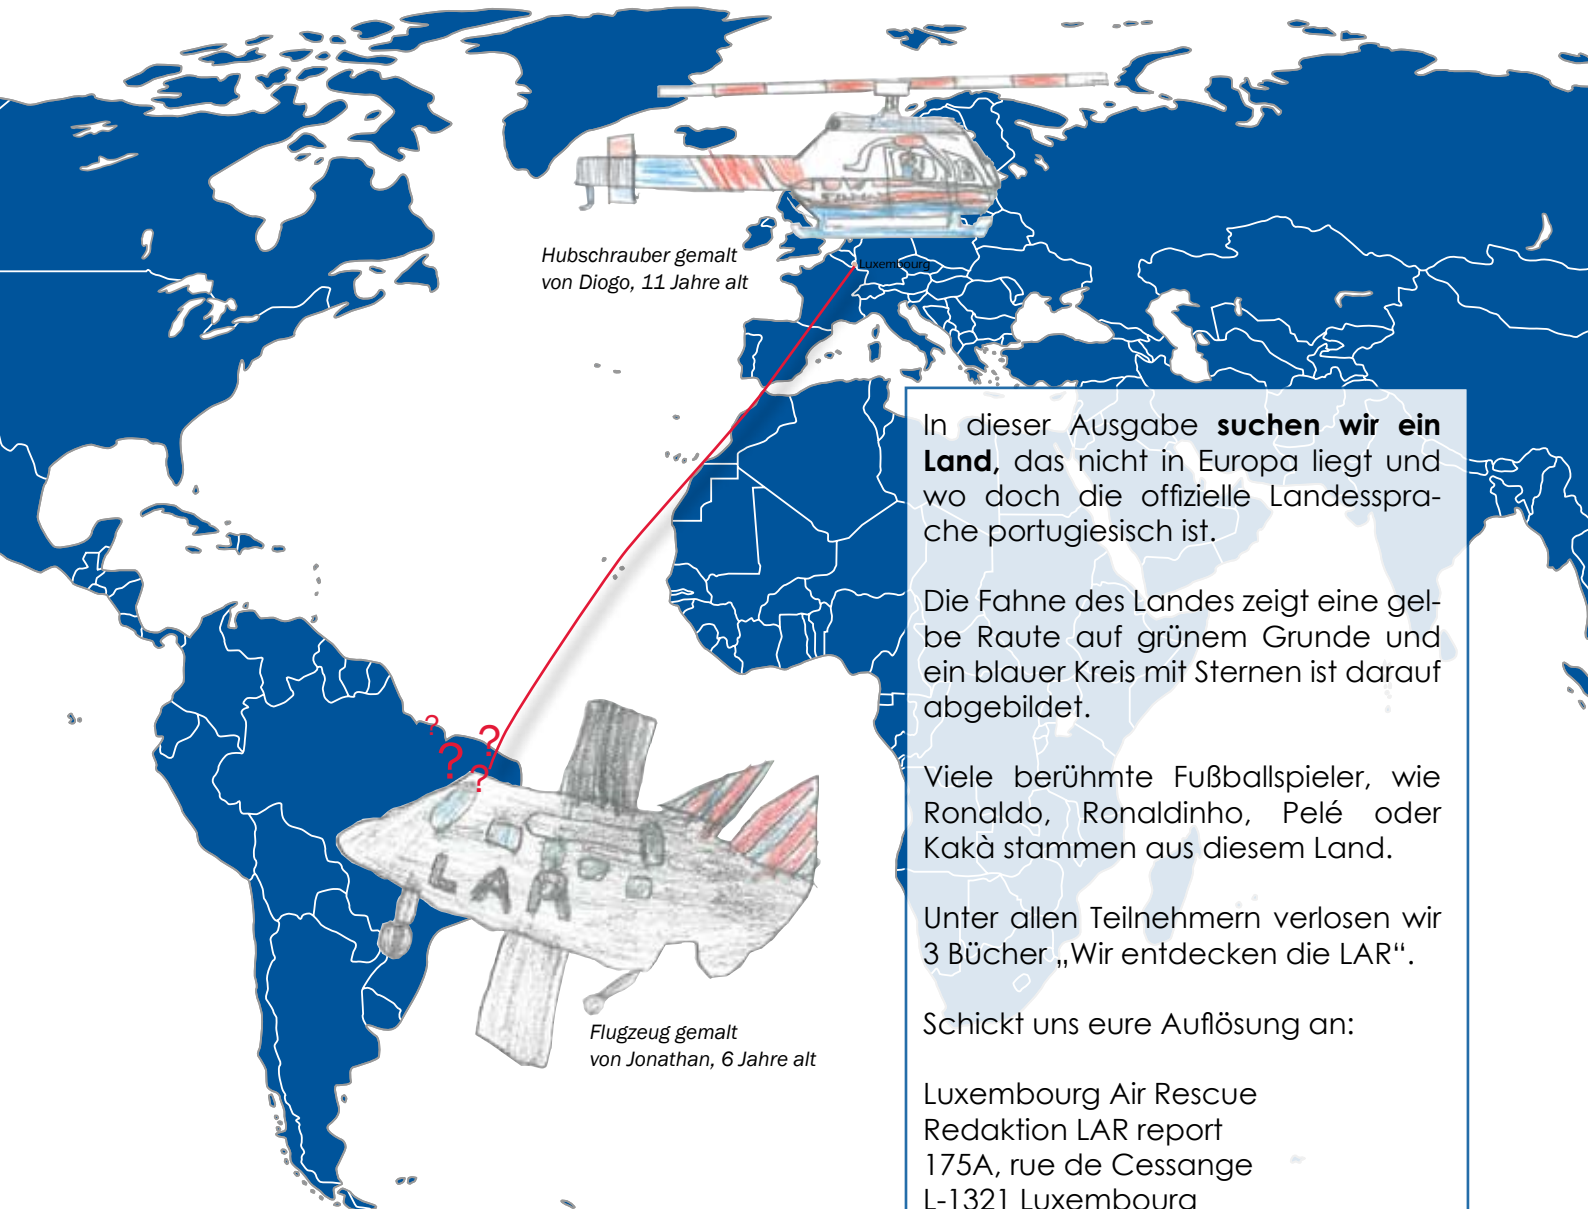 Hubschrauber gemalt
von Diogo, 11 Jahre alt
Luxembourg
In dieser Ausgabe suchen wir ein
Land, das nicht in Europa liegt und
wo doch die offizielle Landesspra-
che portugiesisch ist.
Die Fahne des Landes zeigt eine gel-
be Raute auf grünem Grunde und
ein blauer Kreis mit Sternen ist darauf
abgebildet.
Viele berühmte Fußballspieler, wie
Ronaldo, Ronaldinho, Pelé oder
Kakà stammen aus diesem Land.
Unter allen Teilnehmern verlosen wir
3 Bücher „Wir entdecken die LAR“.
Schickt uns eure Auflösung an:
Luxembourg Air Rescue
Redaktion LAR report
175A, rue de Cessange
L-1321 Luxembourg
? ? ? ?
LAR
Flugzeug gemalt
von Jonathan, 6 Jahre alt